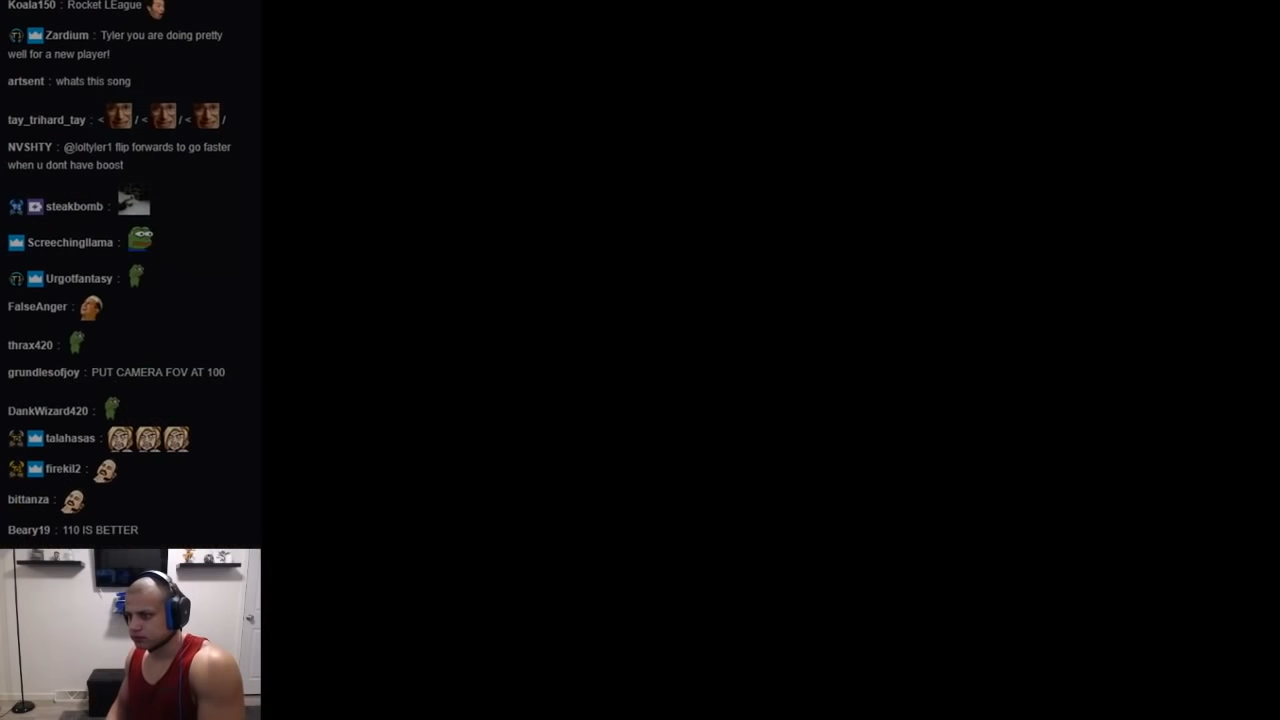 Koala150 : Rocket LEague
Zardium : Tyler you are doing pretty
well for a new player!
artsent : whats this song
tay_trihard_tay : < / < / < /
NVSHTY : @loltyler1 flip forwards to go faster
when u dont have boost
steakbomb :
Screechingllama :
Urgotfantasy :
FalseAnger :
thrax420 :
grundlesofjoy : PUT CAMERA FOV AT 100
DankWizard420 :
talahasas :
firekil2 :
bittanza :
Beary19 : 110 IS BETTER